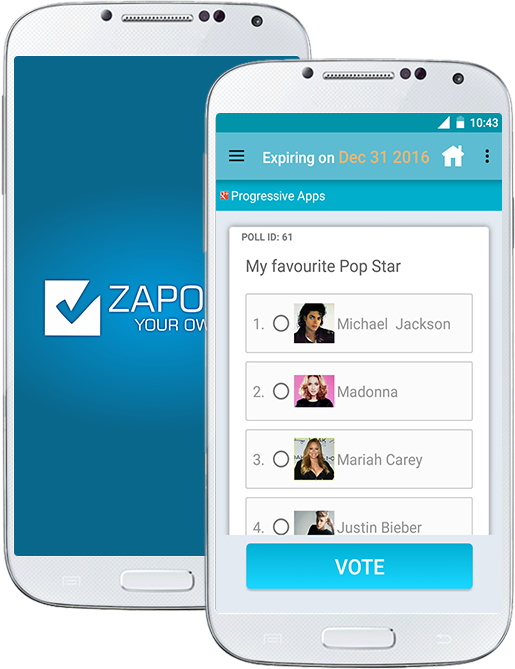 ZAPO
YOUR OW
10:43
Expiring on Dec 31 2016
Progressive Apps
POLL ID: 61
My favourite Pop Star
1. Michael Jackson
2. Madonna
3. Mariah Carey
4. Justin Bieber
VOTE